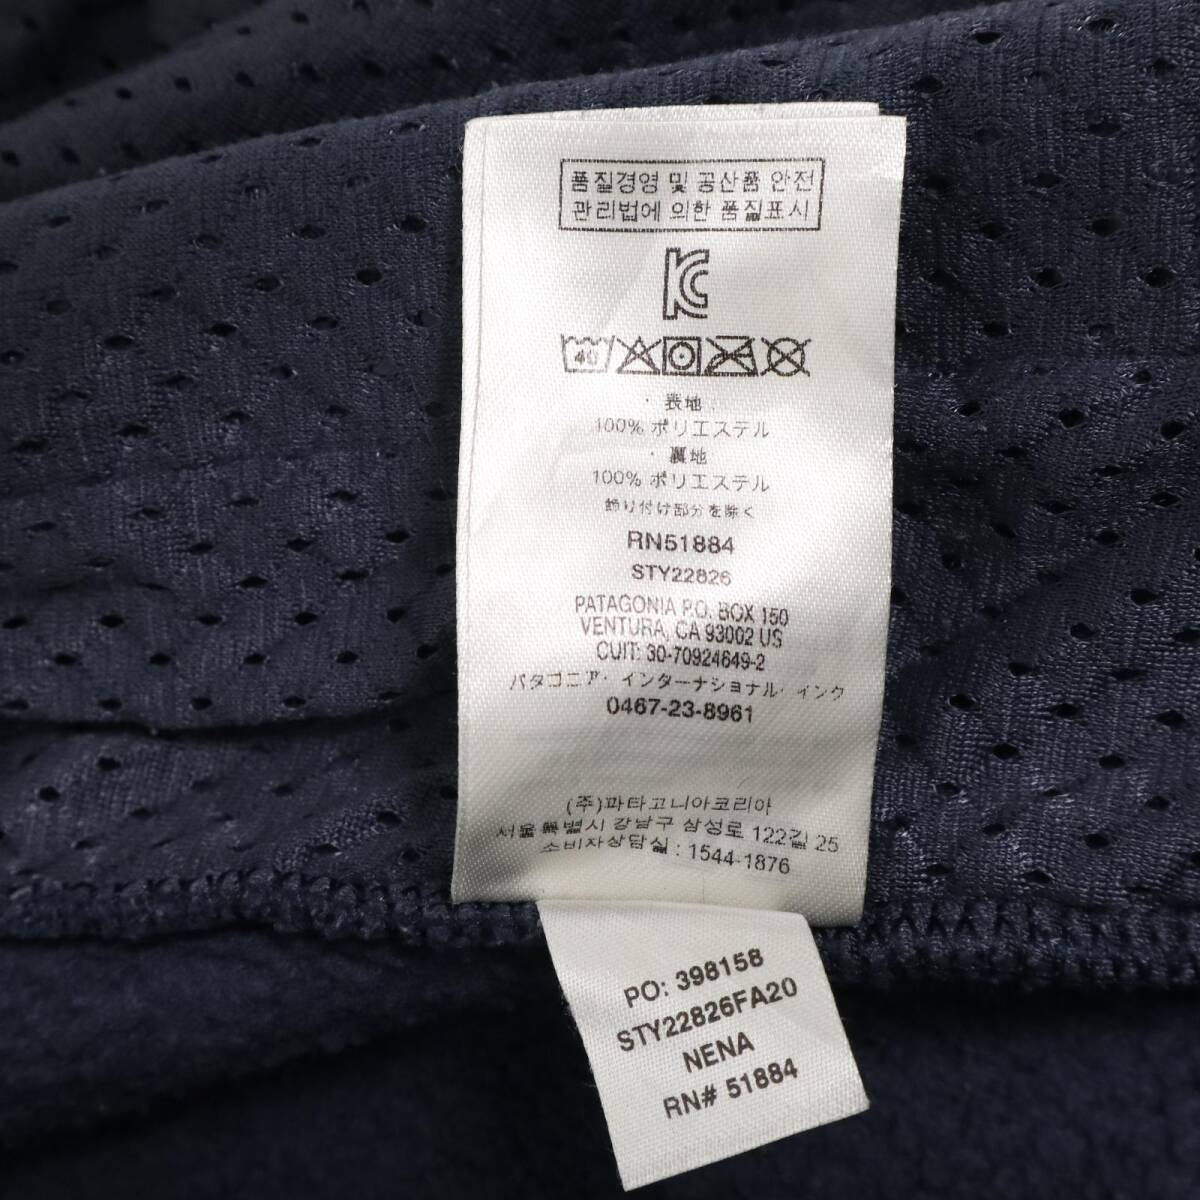 품질경영 및 공산품 안전
관리법에 의한 품질표시
KC
40
・表地:
100% ポリエステル
・裏地
100% ポリエステル
飾り付け部分を除く
RN51884
STY22826
PATAGONIA P.O. BOX 150
VENTURA, CA 93002 US
CUIT: 30-70924649-2
パタゴニア・インターナショナル・インク
0467-23-8961
(주)파타고니아코리아
서울특별시 강남구 삼성로 122길 25
소비자상담실 : 1544-1876
PO: 398158
STY22826FA20
NENA
RN# 51884